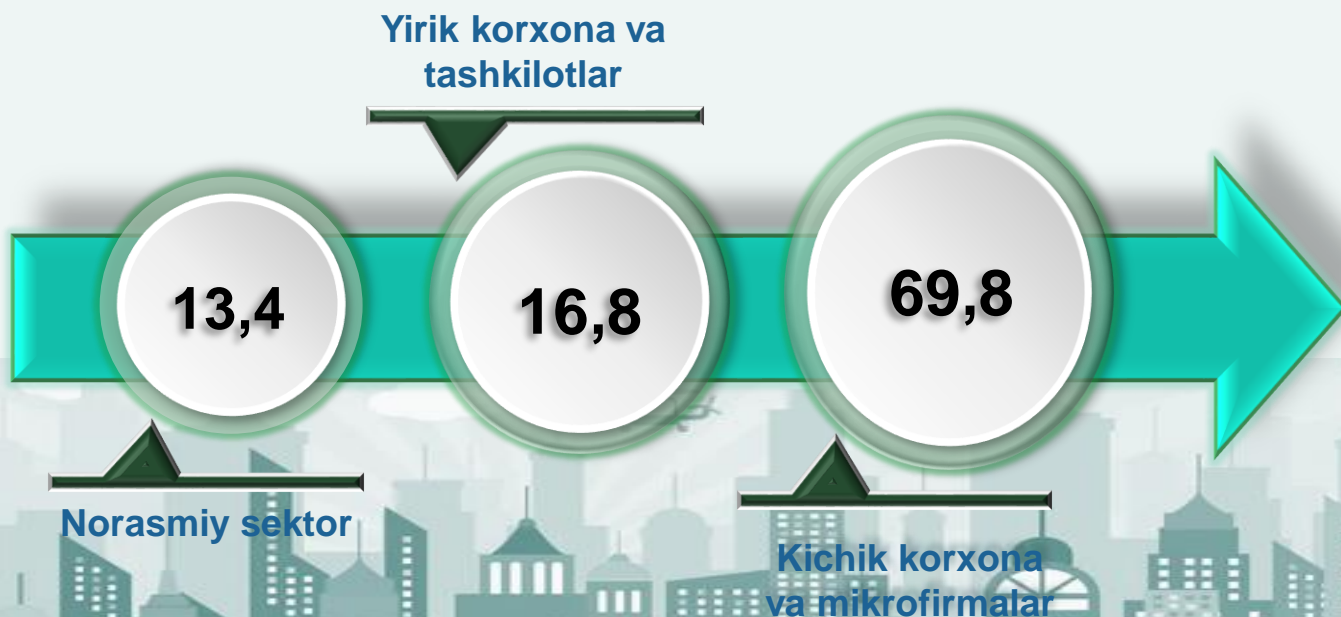 Yirik korxona va
tashkilotlar
13,4
16,8
69,8
Norasmiy sektor
Kichik korxona
va mikrofirmalar